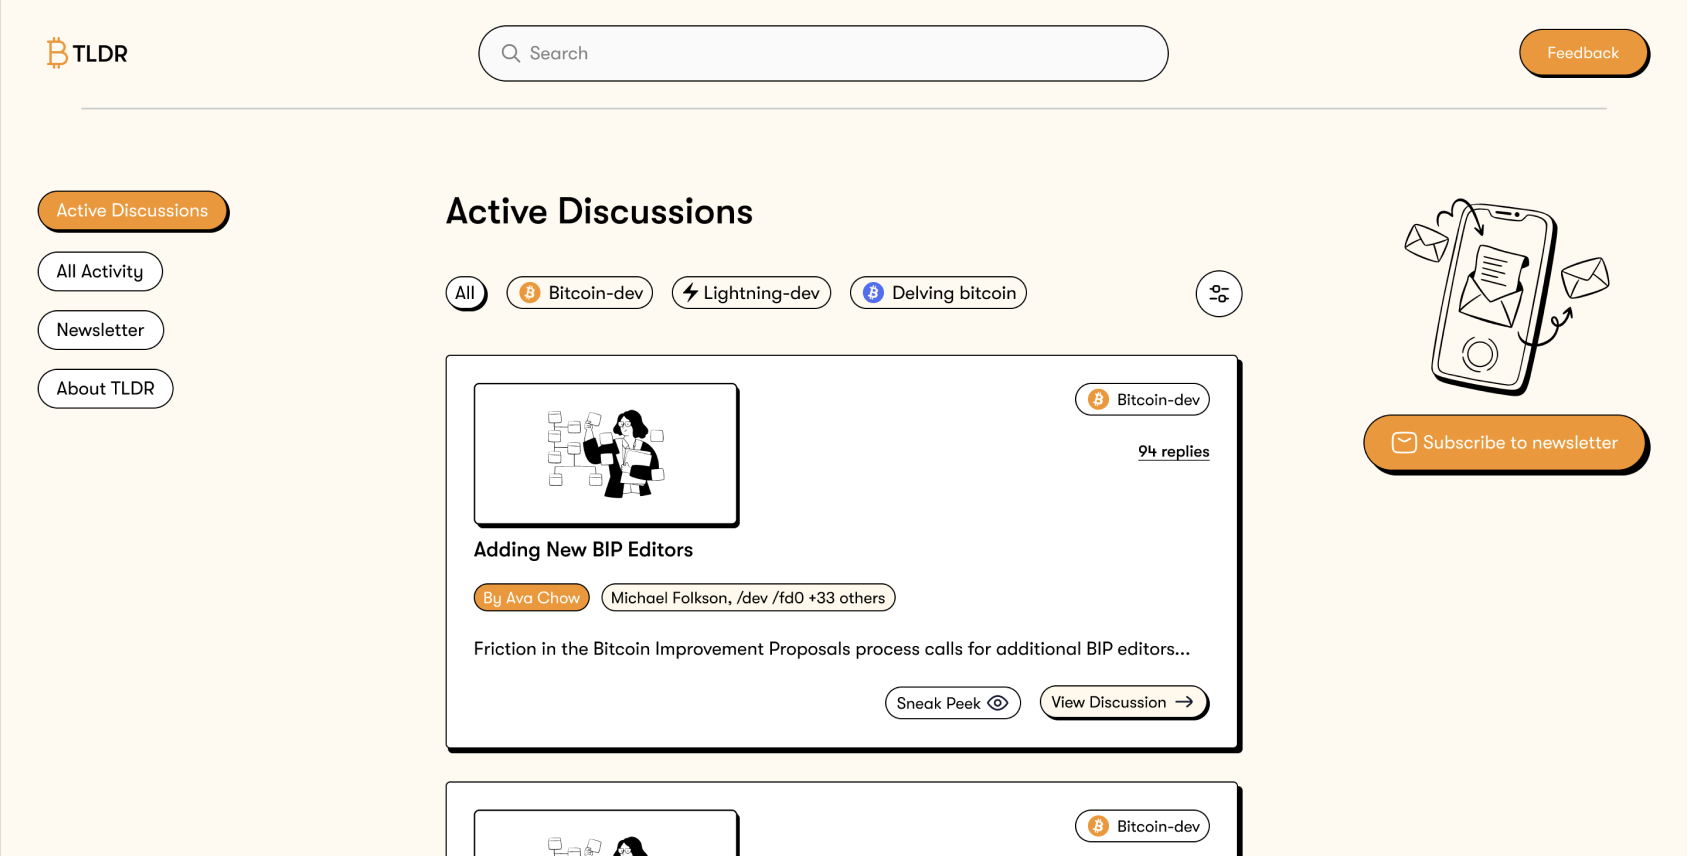 TLDR
Search
Feedback
Active Discussions
All Activity
Newsletter
About TLDR
Active Discussions
All
Bitcoin-dev
Lightning-dev
Delving bitcoin
Bitcoin-dev
94 replies
Adding New BIP Editors
By Ava Chow
Michael Folkson, /dev /fd0 +33 others
Friction in the Bitcoin Improvement Proposals process calls for additional BIP editors...
Sneak Peek
View Discussion →
Subscribe to newsletter
Bitcoin-dev